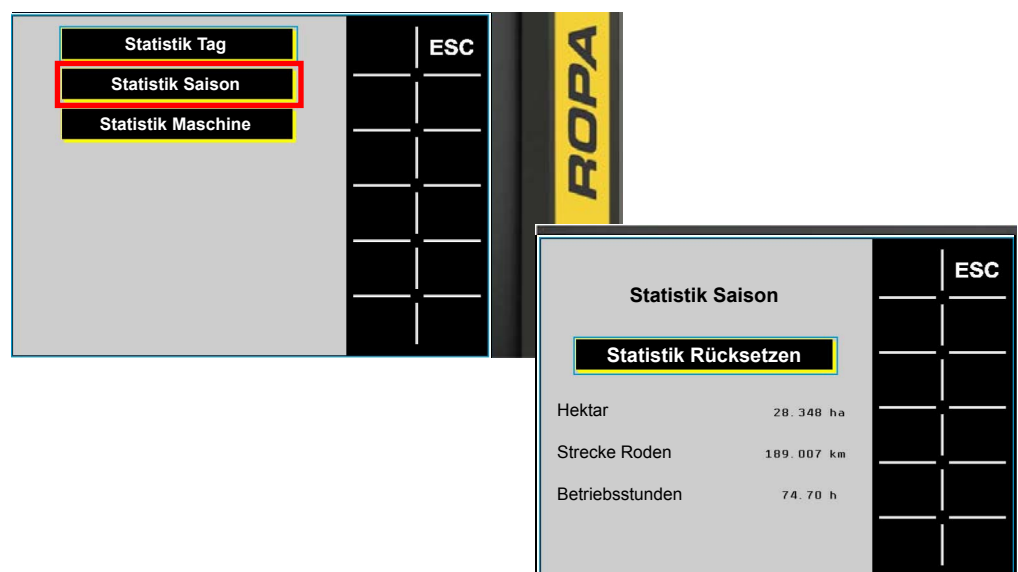 Statistik Tag
ESC
Statistik Saison
Statistik Maschine
ROPA
ESC
Statistik Saison
Statistik Rücksetzen
Hektar 28.348 ha
Strecke Roden 189.007 km
Betriebsstunden 74.70 h